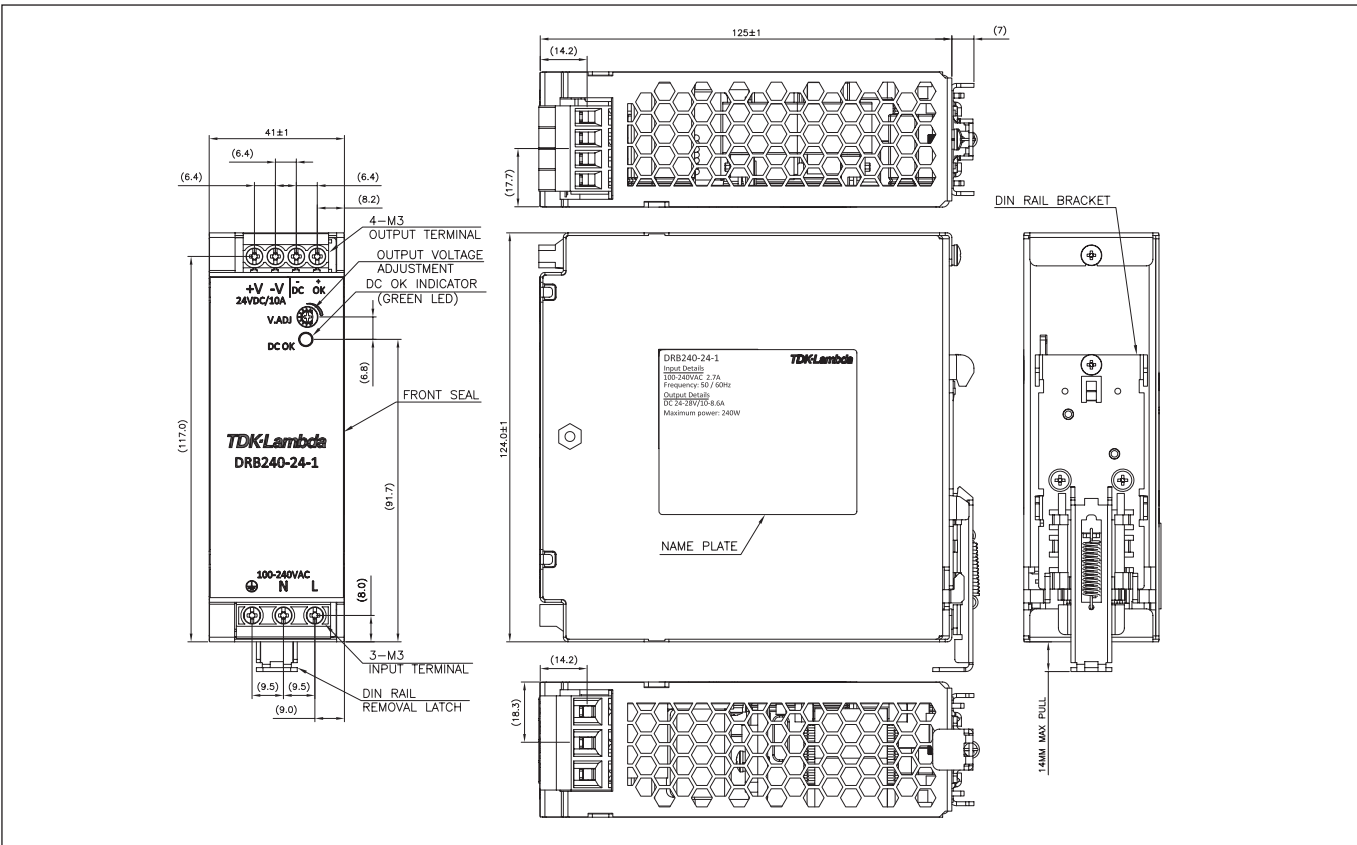 125±1
(7)
(14.2)
(17.7)
41±1
(6.4)
(6.4)
(6.4)
(8.2)
4-M3
OUTPUT TERMINAL
OUTPUT VOLTAGE
ADJUSTMENT
DC OK INDICATOR
(GREEN LED)
+V -V - +
DC OK
24VDC/10A
V.ADJ
DC OK
(6.8)
FRONT SEAL
(117.0)
TDK-Lambda
DRB240-24-1
(91.7)
100-240VAC
N L
(8.0)
3-M3
INPUT TERMINAL
(9.5) (9.5)
DIN RAIL
REMOVAL LATCH
(9.0)
124.0±1
DRB240-24-1
TDK-Lambda
Input Details
100-240VAC 2.7A
Frequency: 50 / 60Hz
Output Details
DC 24-28V/10-8.6A
Maximum power: 240W
NAME PLATE
DIN RAIL BRACKET
14MM MAX PULL
(14.2)
(18.3)